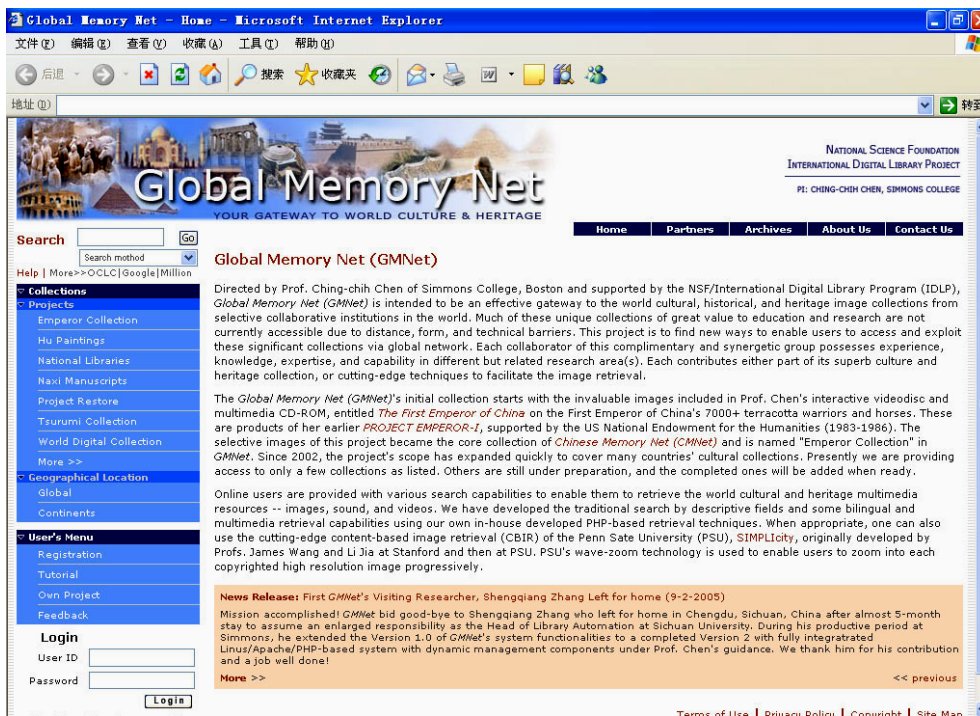 Global Memory Net - Home - Microsoft Internet Explorer
文件(F) 编辑(E) 查看(V) 收藏(A) 工具(T) 帮助(H)
后退 搜索 收藏夹
地址(D) 转到
Global Memory Net
YOUR GATEWAY TO WORLD CULTURE & HERITAGE
NATIONAL SCIENCE FOUNDATION
INTERNATIONAL DIGITAL LIBRARY PROJECT
PI: CHING-CHIH CHEN, SIMMONS COLLEGE
Home Partners Archives About Us Contact Us
Search Go
Search method
Help | More>>OCLC|Google|Million
Collections
Projects
Emperor Collection
Hu Paintings
National Libraries
Naxi Manuscripts
Project Restore
Tsurumi Collection
World Digital Collection
More >>
Geographical Location
Global
Continents
User's Menu
Registration
Tutorial
Own Project
Feedback
Login
User ID
Password
Login
Global Memory Net (GMNet)
Directed by Prof. Ching-chih Chen of Simmons College, Boston and supported by the NSF/International Digital Library Program (IDLP),
Global Memory Net (GMNet) is intended to be an effective gateway to the world cultural, historical, and heritage image collections from
selective collaborative institutions in the world. Much of these unique collections of great value to education and research are not
currently accessible due to distance, form, and technical barriers. This project is to find new ways to enable users to access and exploit
these significant collections via global network. Each collaborator of this complimentary and synergetic group possesses experience,
knowledge, expertise, and capability in different but related research area(s). Each contributes either part of its superb culture and
heritage collection, or cutting-edge techniques to facilitate the image retrieval.
The Global Memory Net (GMNet)'s initial collection starts with the invaluable images included in Prof. Chen's interactive videodisc and
multimedia CD-ROM, entitled The First Emperor of China on the First Emperor of China's 7000+ terracotta warriors and horses. These
are products of her earlier PROJECT EMPEROR-I, supported by the US National Endowment for the Humanities (1983-1986). The
selective images of this project became the core collection of Chinese Memory Net (CMNet) and is named "Emperor Collection" in
GMNet. Since 2002, the project's scope has expanded quickly to cover many countries' cultural collections. Presently we are providing
access to only a few collections as listed. Others are still under preparation, and the completed ones will be added when ready.
Online users are provided with various search capabilities to enable them to retrieve the world cultural and heritage multimedia
resources -- images, sound, and videos. We have developed the traditional search by descriptive fields and some bilingual and
multimedia retrieval capabilities using our own in-house developed PHP-based retrieval techniques. When appropriate, one can also
use the cutting-edge content-based image retrieval (CBIR) of the Penn Sate University (PSU), SIMPLIcity, originally developed by
Profs. James Wang and Li Jia at Stanford and then at PSU. PSU's wave-zoom technology is used to enable users to zoom into each
copyrighted high resolution image progressively.
News Release: First GMNet's Visiting Researcher, Shengqiang Zhang Left for home (9-2-2005)
Mission accomplished! GMNet bid good-bye to Shengqiang Zhang who left for home in Chengdu, Sichuan, China after almost 5-month
stay to assume an enlarged responsibility as the Head of Library Automation at Sichuan University. During his productive period at
Simmons, he extended the Version 1.0 of GMNet's system functionalities to a completed Version 2 with fully integratrated
Linus/Apache/PHP-based system with dynamic management components under Prof. Chen's guidance. We thank him for his contribution
and a job well done!
More >> << previous
Terms of Use | Privacy Policy | Copyright | Site Map